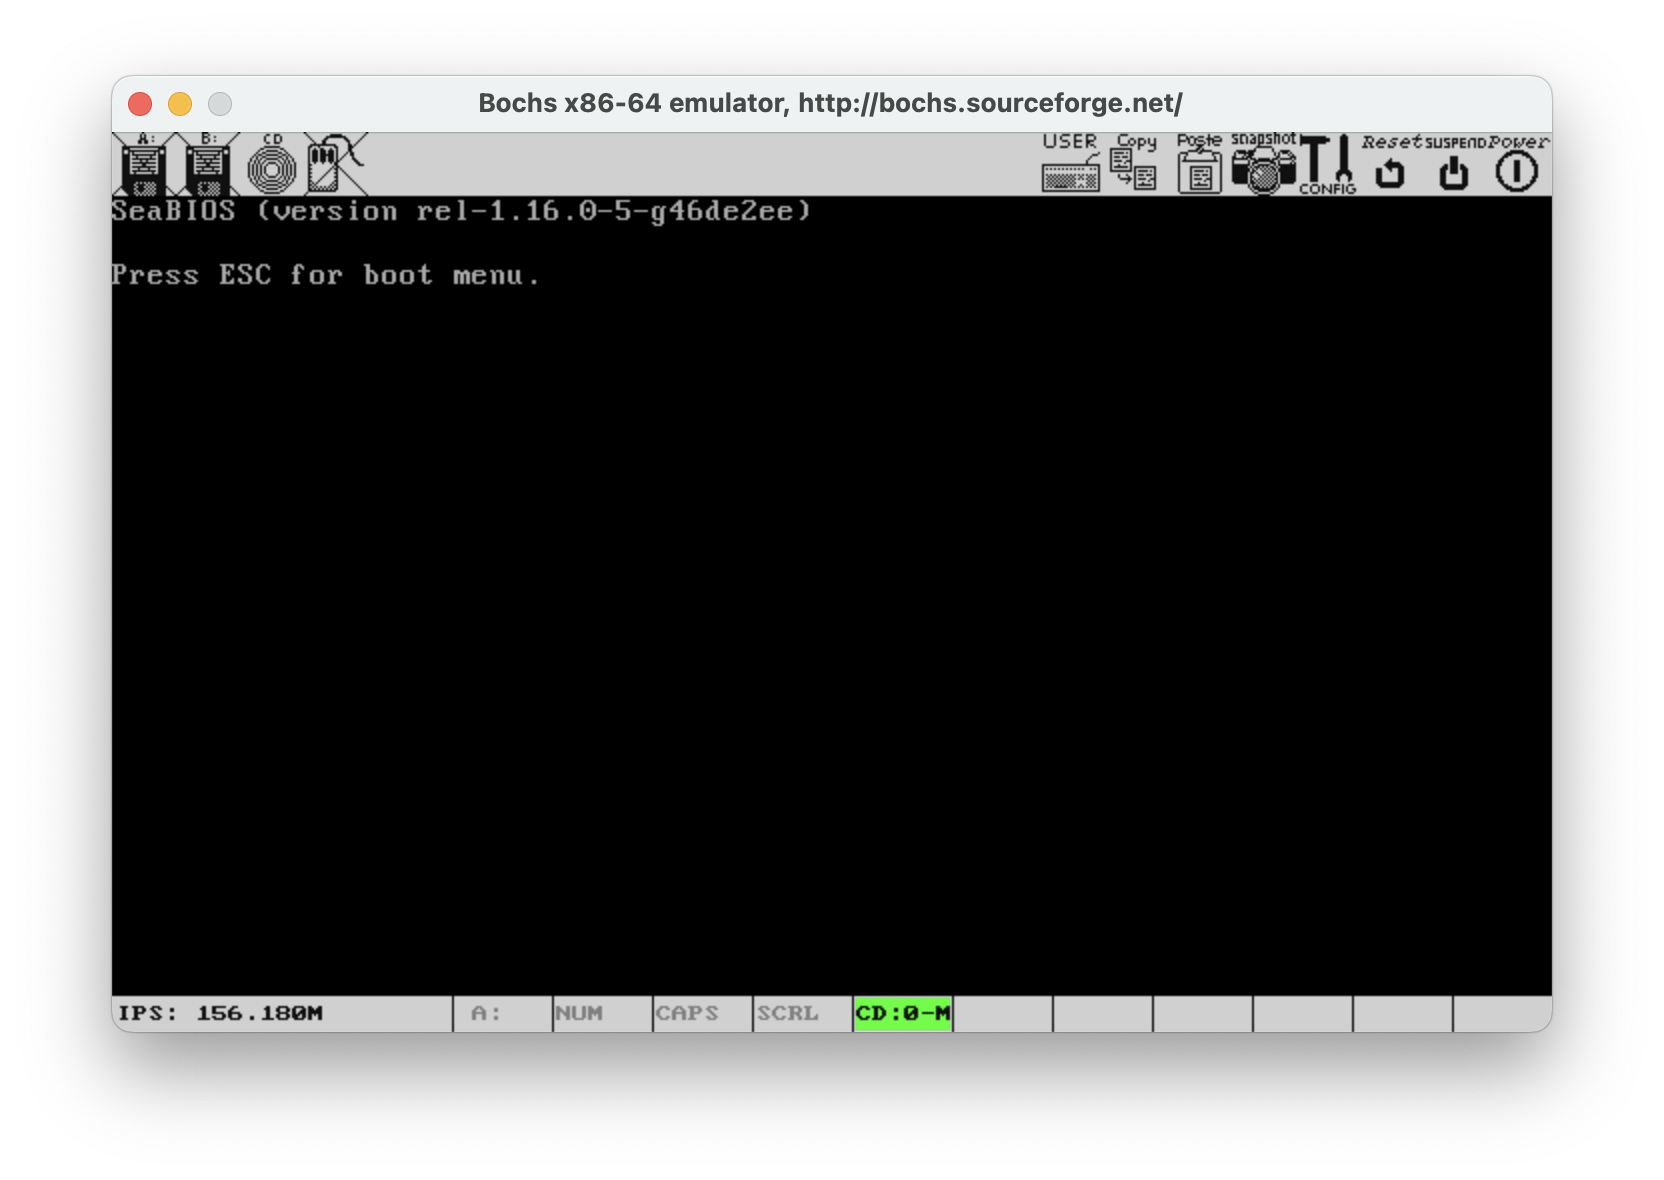 Bochs x86-64 emulator, http://bochs.sourceforge.net/
A: B: CD USER Copy Paste snapshot CONFIG Reset SUSPEND Power
SeaBIOS (version rel-1.16.0-5-g46de2ee)
Press ESC for boot menu.
IPS: 156.180M A: NUM CAPS SCRL CD:0-M